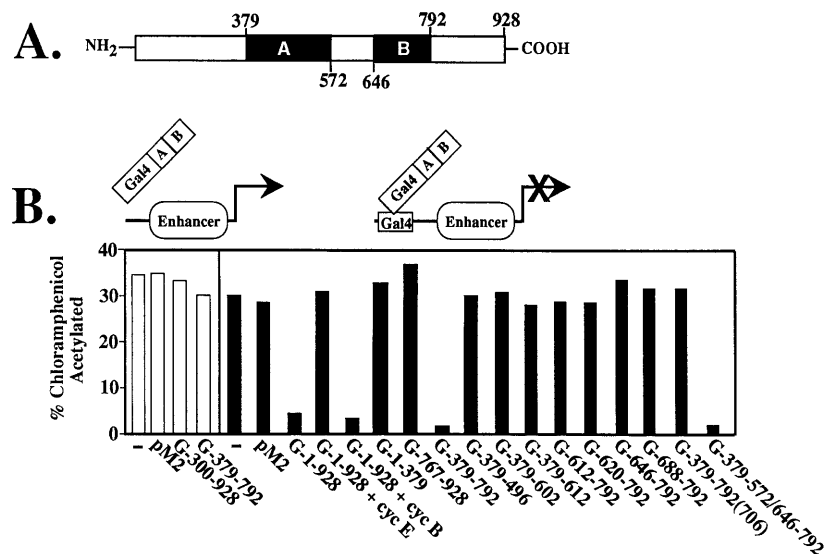 A.
379 792 928
NH2 A B COOH
572 646
B.
Gal4 A B
Enhancer
Gal4 A B
Gal4 Enhancer X
% Chloramphenicol
Acetylated
40
30
20
10
0
–
pM2
G-300-928
G-379-792
–
pM2
G-1-928
G-1-928 + cyc E
G-1-928 + cyc B
G-1-379
G-767-928
G-379-792
G-379-496
G-379-602
G-379-612
G-612-792
G-620-792
G-646-792
G-688-792
G-379-792(706)
G-379-572/646-792